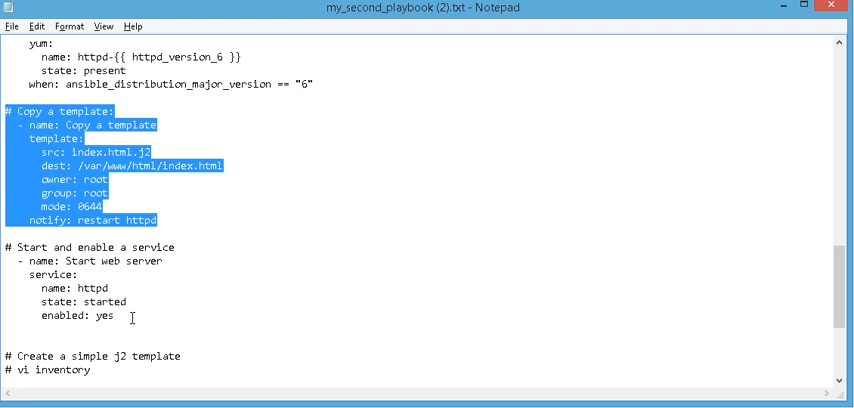 my_second_playbook (2).txt - Notepad
File Edit Format View Help
yum:
name: httpd-{{ httpd_version_6 }}
state: present
when: ansible_distribution_major_version == "6"
# Copy a template:
- name: Copy a template
template:
src: index.html.j2
dest: /var/www/html/index.html
owner: root
group: root
mode: 0644
notify: restart httpd
# Start and enable a service
- name: Start web server
service:
name: httpd
state: started
enabled: yes
# Create a simple j2 template
# vi inventory